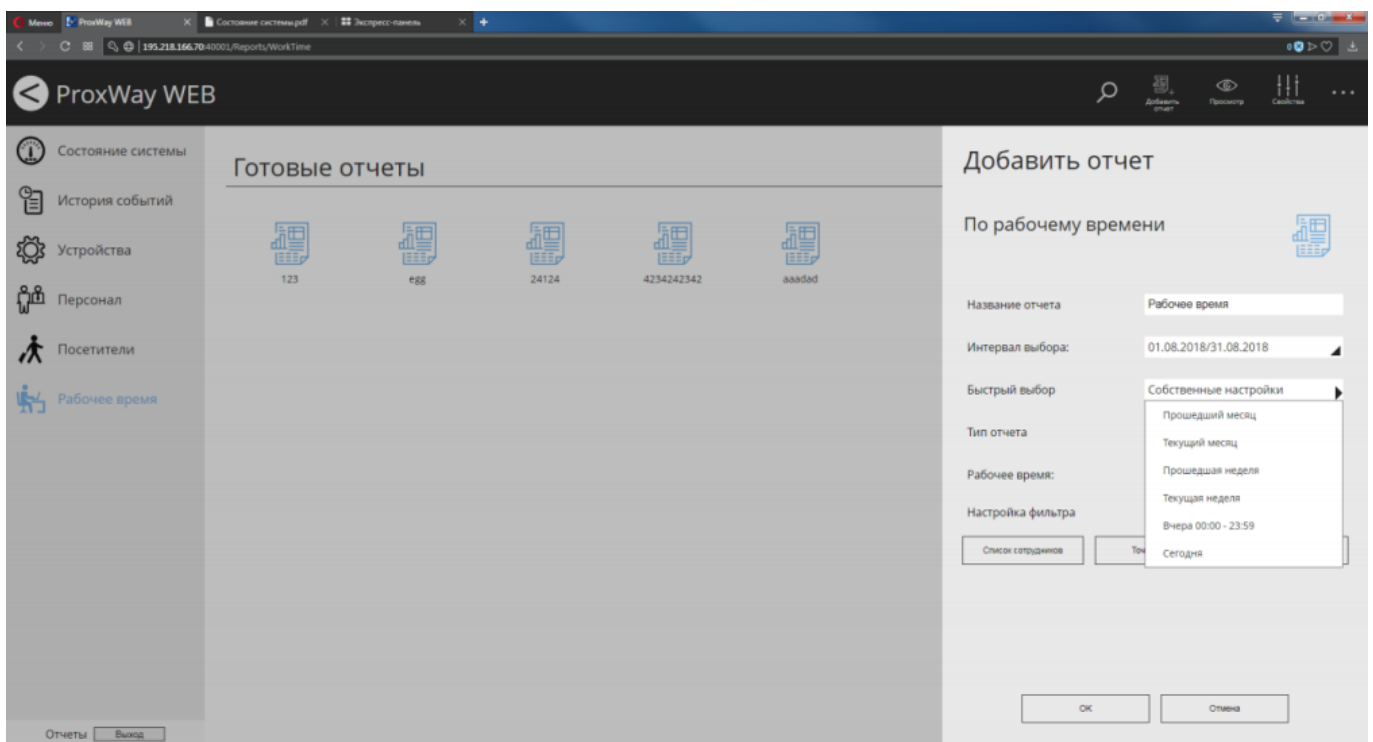 Меню
ProxWay WEB
Состояние системы.pdf
Экспресс-панель
195.218.166.70:40001/Reports/WorkTime
0
ProxWay WEB
Добавить отчет
Просмотр
Свойства
Состояние системы
История событий
Устройства
Персонал
Посетители
Рабочее время
Готовые отчеты
123
egg
24124
4234242342
aaadad
Добавить отчет
По рабочему времени
Название отчета
Рабочее время
Интервал выбора:
01.08.2018/31.08.2018
Быстрый выбор
Собственные настройки
Прошедший месяц
Текущий месяц
Прошедшая неделя
Текущая неделя
Вчера 00:00 - 23:59
Сегодня
Тип отчета
Рабочее время:
Настройка фильтра
Список сотрудников
Точ
OK
Отмена
Отчеты
Выход